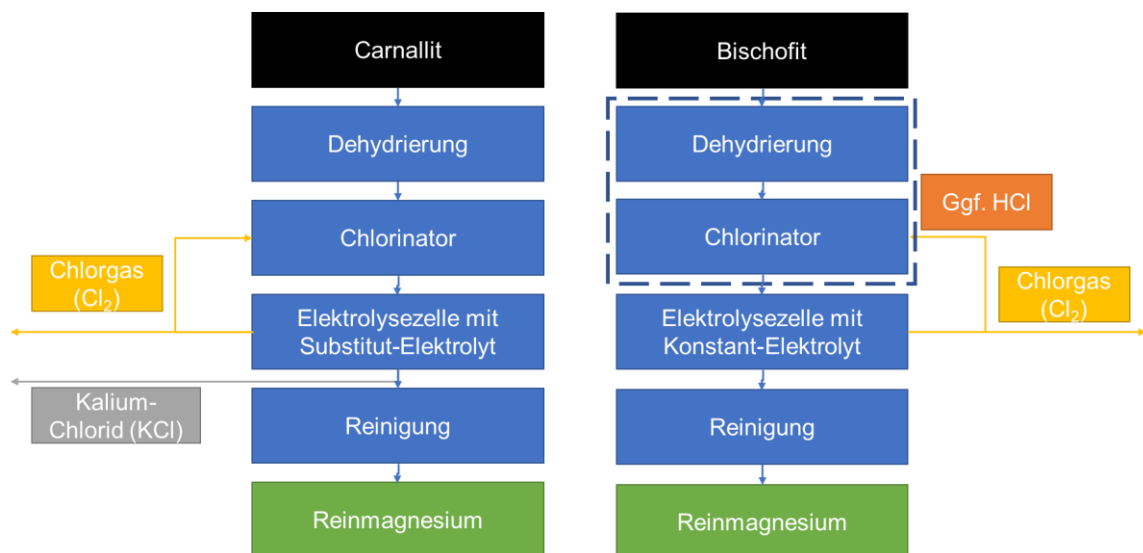 Carnallit
Dehydrierung
Chlorinator
Chlorgas
(Cl₂)
Elektrolysezelle mit
Substitut-Elektrolyt
Kalium-
Chlorid (KCl)
Reinigung
Reinmagnesium
Bischofit
Dehydrierung
Ggf. HCl
Chlorinator
Chlorgas
(Cl₂)
Elektrolysezelle mit
Konstant-Elektrolyt
Reinigung
Reinmagnesium